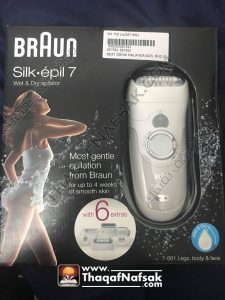 BRAUN
Silk·épil 7
Wet & Dry epilator
Most gentle
epilation
from Braun
for up to 4 weeks
of smooth skin
with 6 extras
7-561 Legs, body & face
www.ThaqafNafsak.com